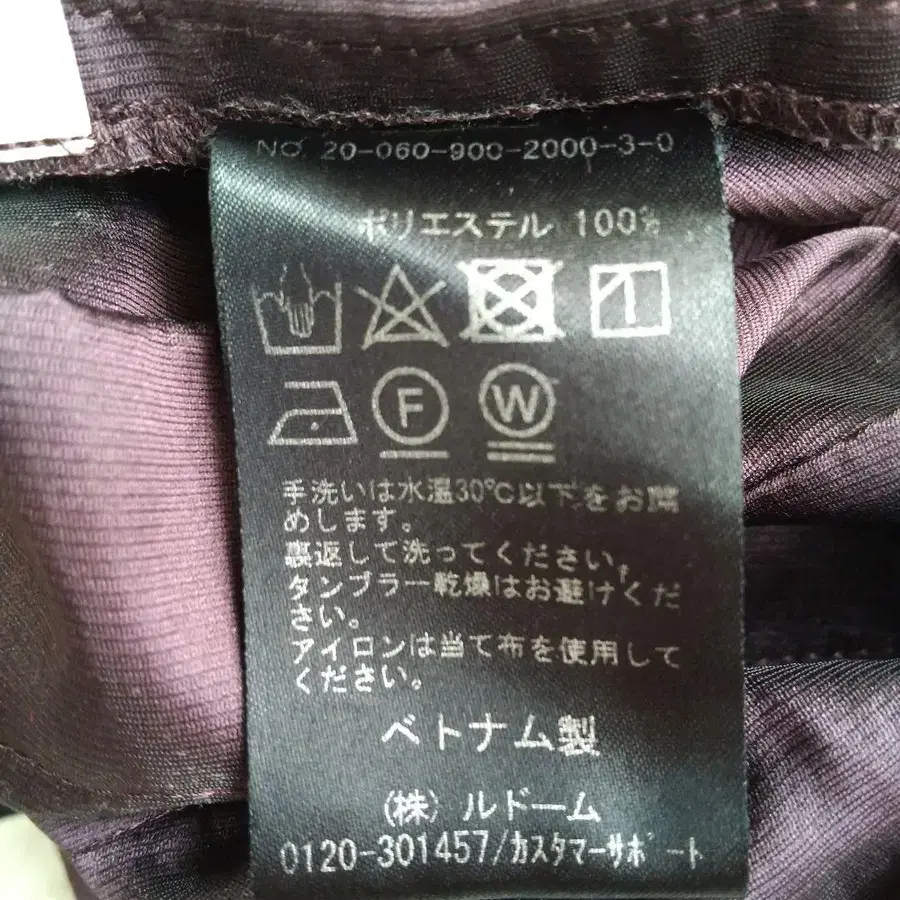 NO. 20-060-900-2000-3-0
ポリエステル 100%
F W
手洗いは水温30℃以下をお薦
めします。
裏返して洗ってください。
タンブラー乾燥はお避けくだ
さい。
アイロンは当て布を使用して
ください。
ベトナム製
(株) ルドーム
0120-301457/カスタマーサポート